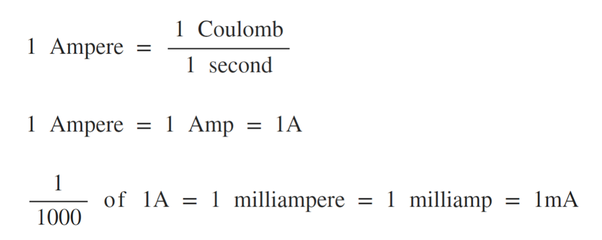 1 Ampere = 1 Coulomb / 1 second
1 Ampere = 1 Amp = 1A
1/1000 of 1A = 1 milliampere = 1 milliamp = 1mA